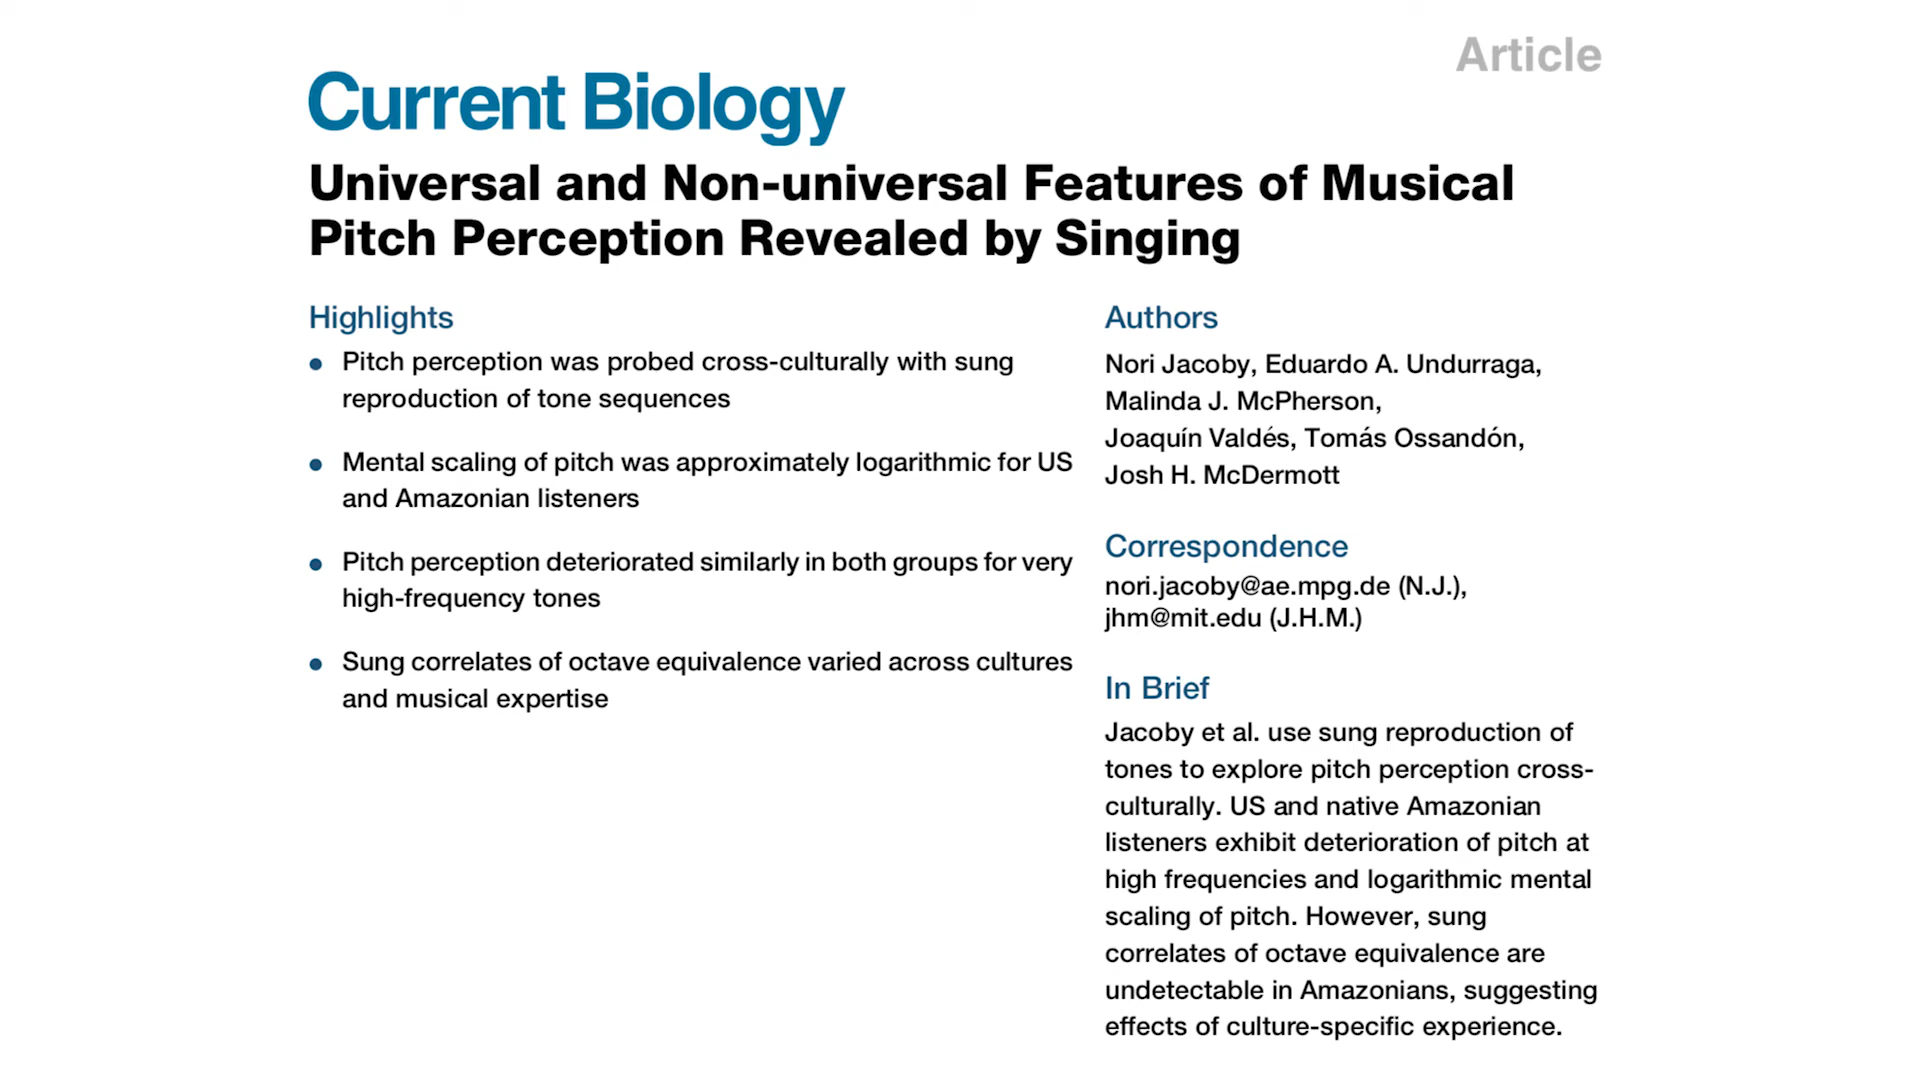 Article
Current Biology
Universal and Non-universal Features of Musical
Pitch Perception Revealed by Singing
Highlights
• Pitch perception was probed cross-culturally with sung
reproduction of tone sequences
• Mental scaling of pitch was approximately logarithmic for US
and Amazonian listeners
• Pitch perception deteriorated similarly in both groups for very
high-frequency tones
• Sung correlates of octave equivalence varied across cultures
and musical expertise
Authors
Nori Jacoby, Eduardo A. Undurraga,
Malinda J. McPherson,
Joaquín Valdés, Tomás Ossandón,
Josh H. McDermott
Correspondence
nori.jacoby@ae.mpg.de (N.J.),
jhm@mit.edu (J.H.M.)
In Brief
Jacoby et al. use sung reproduction of
tones to explore pitch perception cross-
culturally. US and native Amazonian
listeners exhibit deterioration of pitch at
high frequencies and logarithmic mental
scaling of pitch. However, sung
correlates of octave equivalence are
undetectable in Amazonians, suggesting
effects of culture-specific experience.